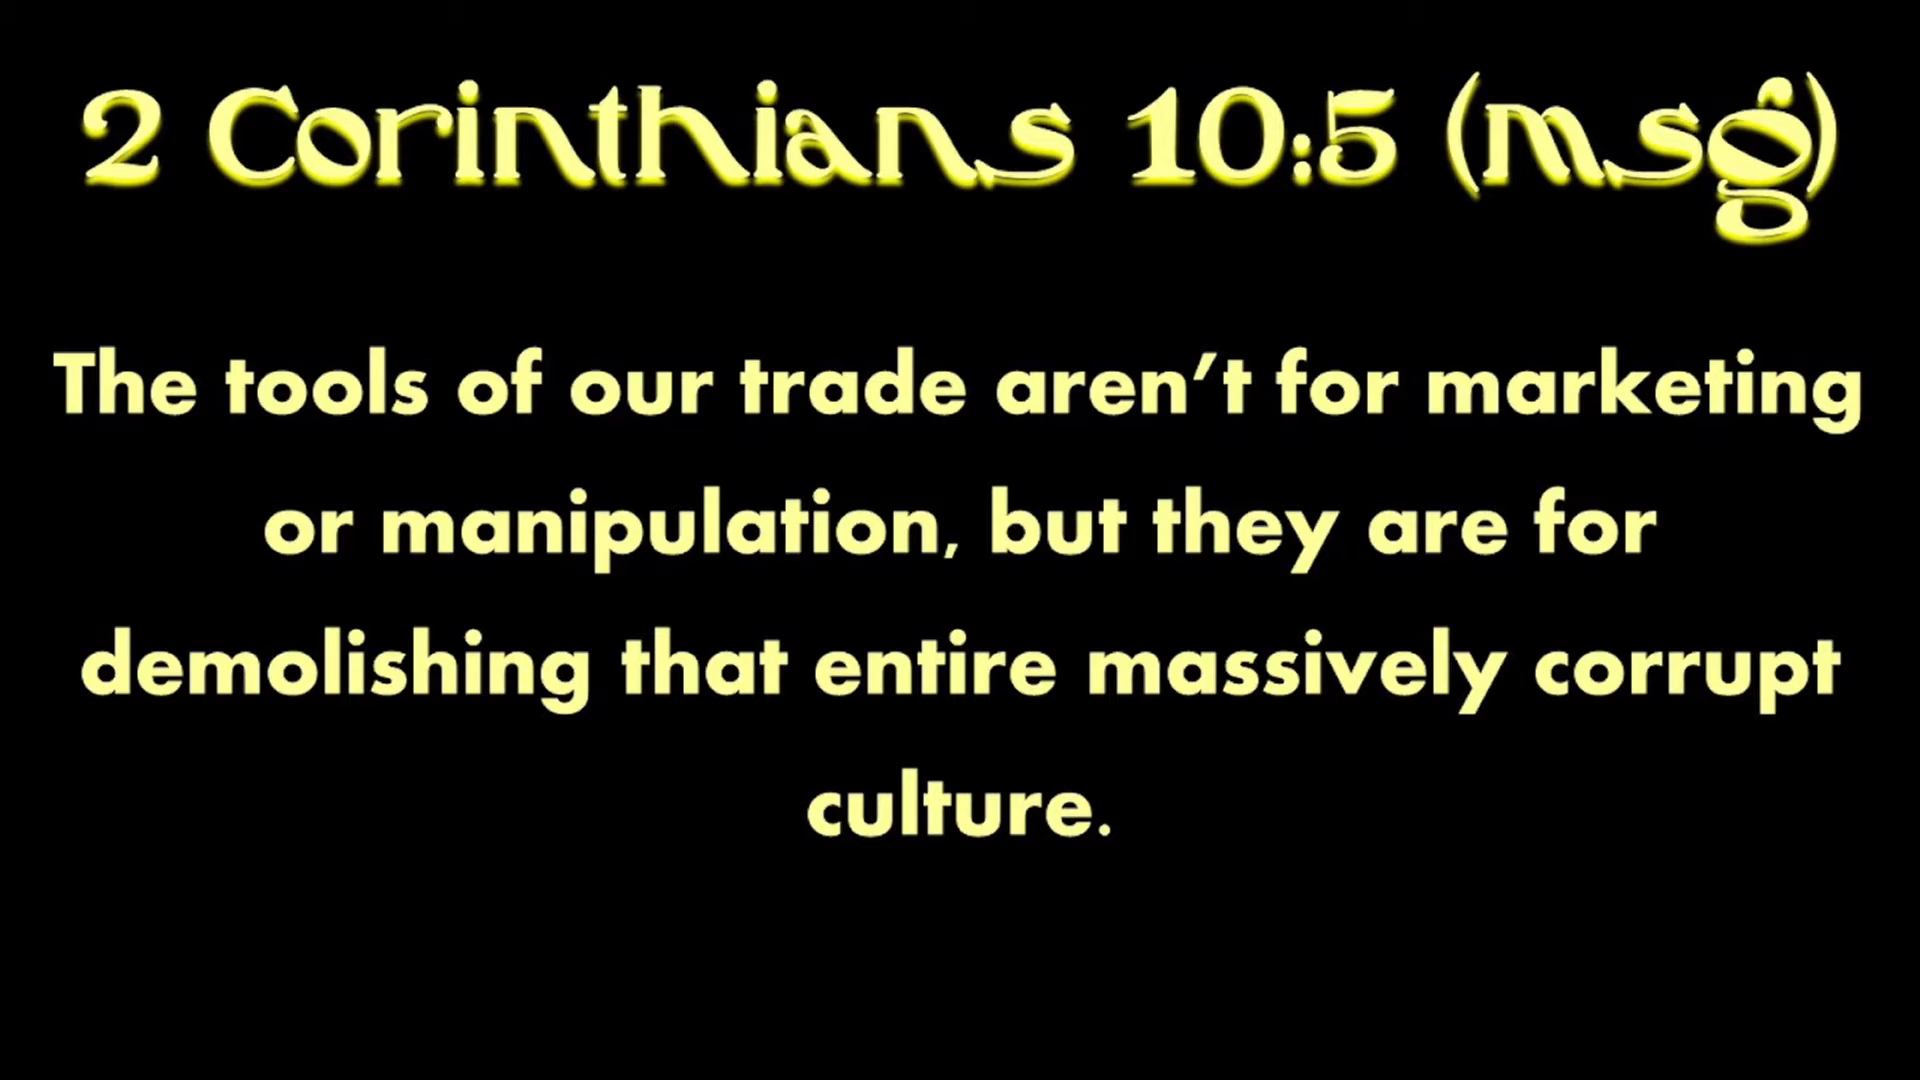 2 Corinthians 10:5 (msg)
The tools of our trade aren’t for marketing
or manipulation, but they are for
demolishing that entire massively corrupt
culture.